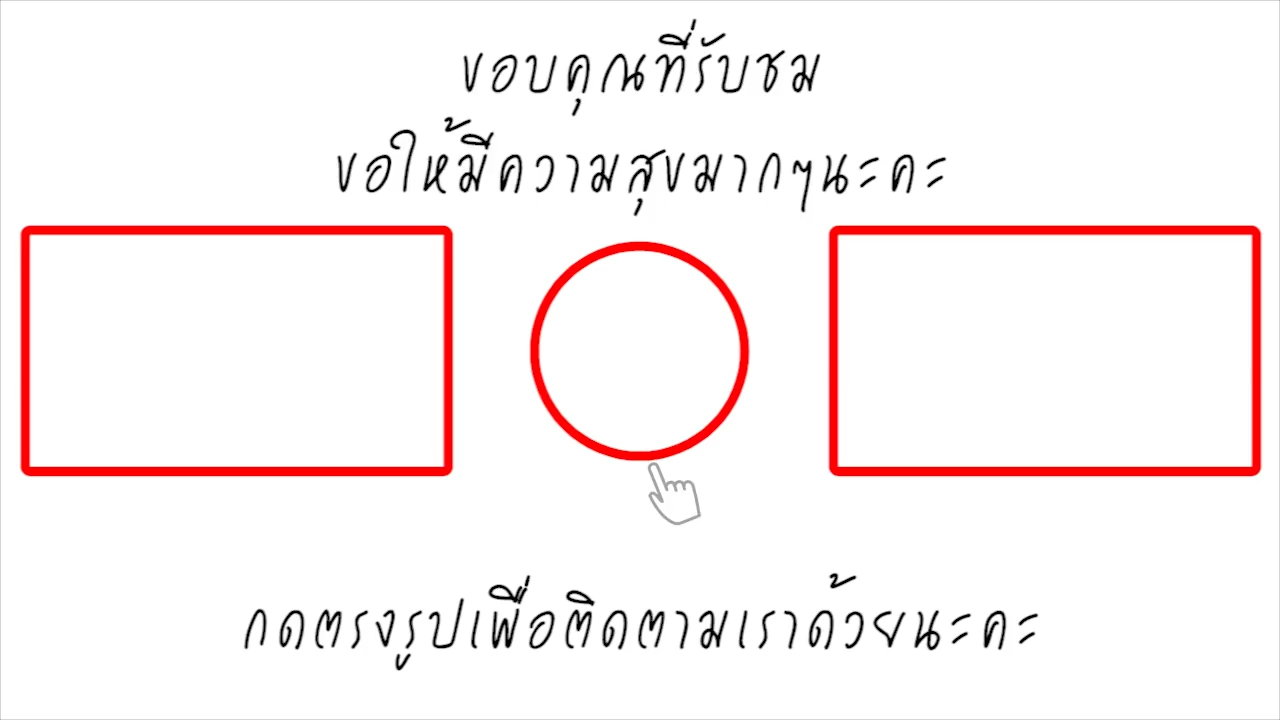 ขอบคุณที่รับชม
ขอให้มีความสุขมากๆนะคะ
กดตรงรูปเพื่อติดตามเราด้วยนะคะ